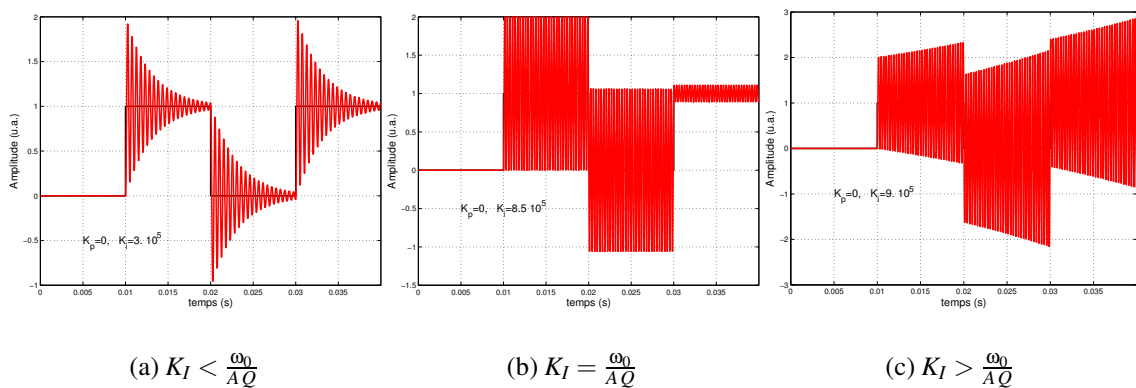 2
1.5
1
0.5
0
−0.5
−1
Amplitude (u.a.)
K_p=0, K_i=3. 10^5
0 0.005 0.01 0.015 0.02 0.025 0.03 0.035
temps (s)
(a) K_I < ω_0 / A Q
2
1.5
1
0.5
0
−0.5
−1
−1.5
Amplitude (u.a.)
K_p=0, K_i=8.5 10^5
0 0.005 0.01 0.015 0.02 0.025 0.03 0.035
temps (s)
(b) K_I = ω_0 / A Q
3
2
1
0
−1
−2
−3
Amplitude (u.a.)
K_p=0, K_i=9. 10^5
0 0.005 0.01 0.015 0.02 0.025 0.03 0.035
temps (s)
(c) K_I > ω_0 / A Q